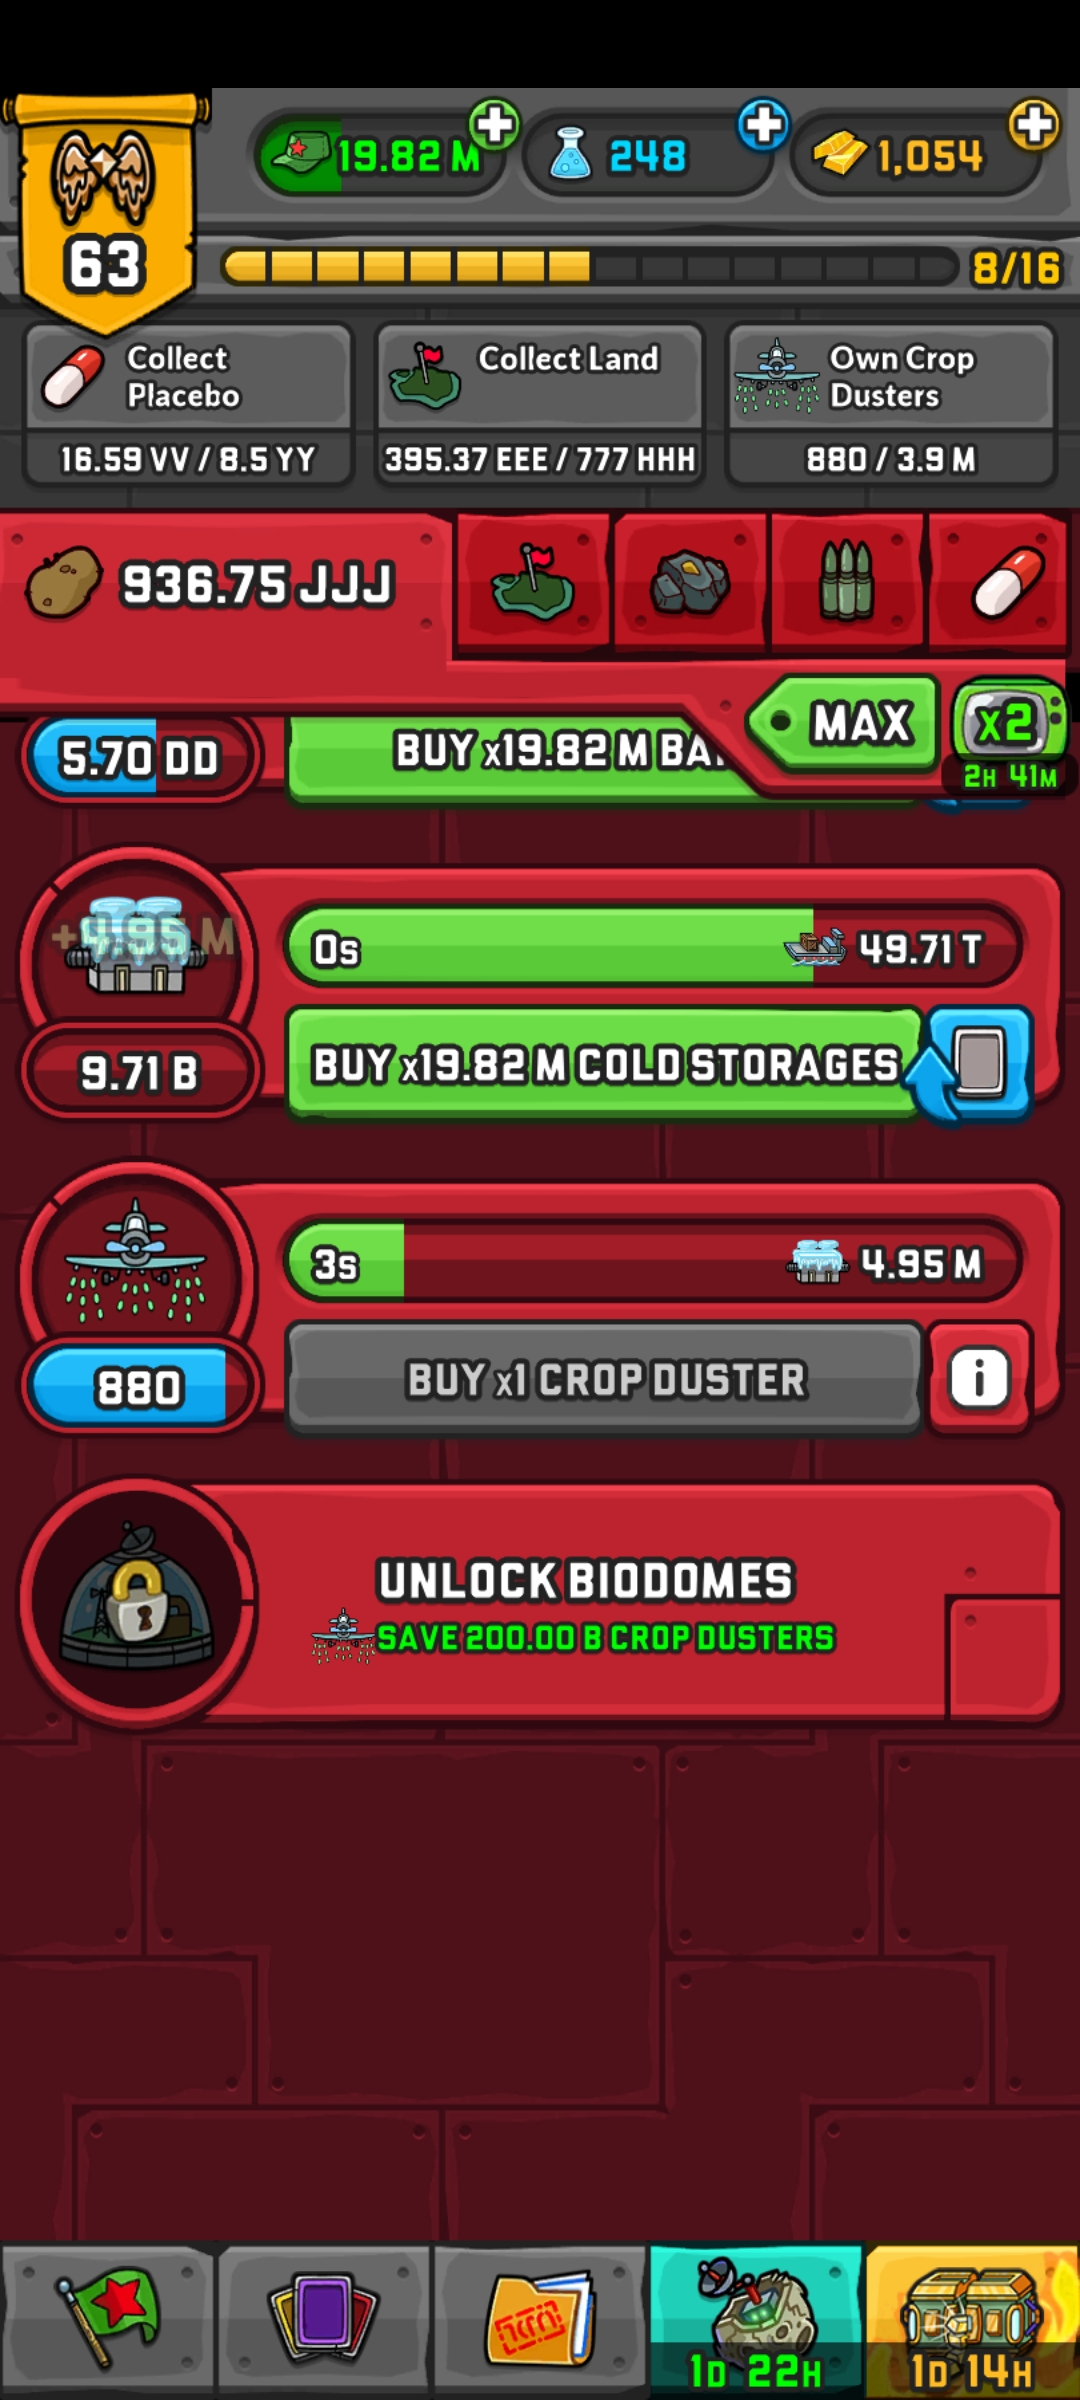 19.82 M
248
1,054
63
8/16
Collect
Placebo
Collect Land
Own Crop
Dusters
16.59 VV / 8.5 YY
395.37 EEE / 777 HHH
880 / 3.9 M
936.75 JJJ
MAX
x2
2H 41M
5.70 DD
BUY x19.82 M
+4.95 M
0s
49.71 T
9.71 B
BUY x19.82 M COLD STORAGES
3s
4.95 M
880
BUY x1 CROP DUSTER
i
UNLOCK BIODOMES
SAVE 200.00 B CROP DUSTERS
1D 22H
1D 14H